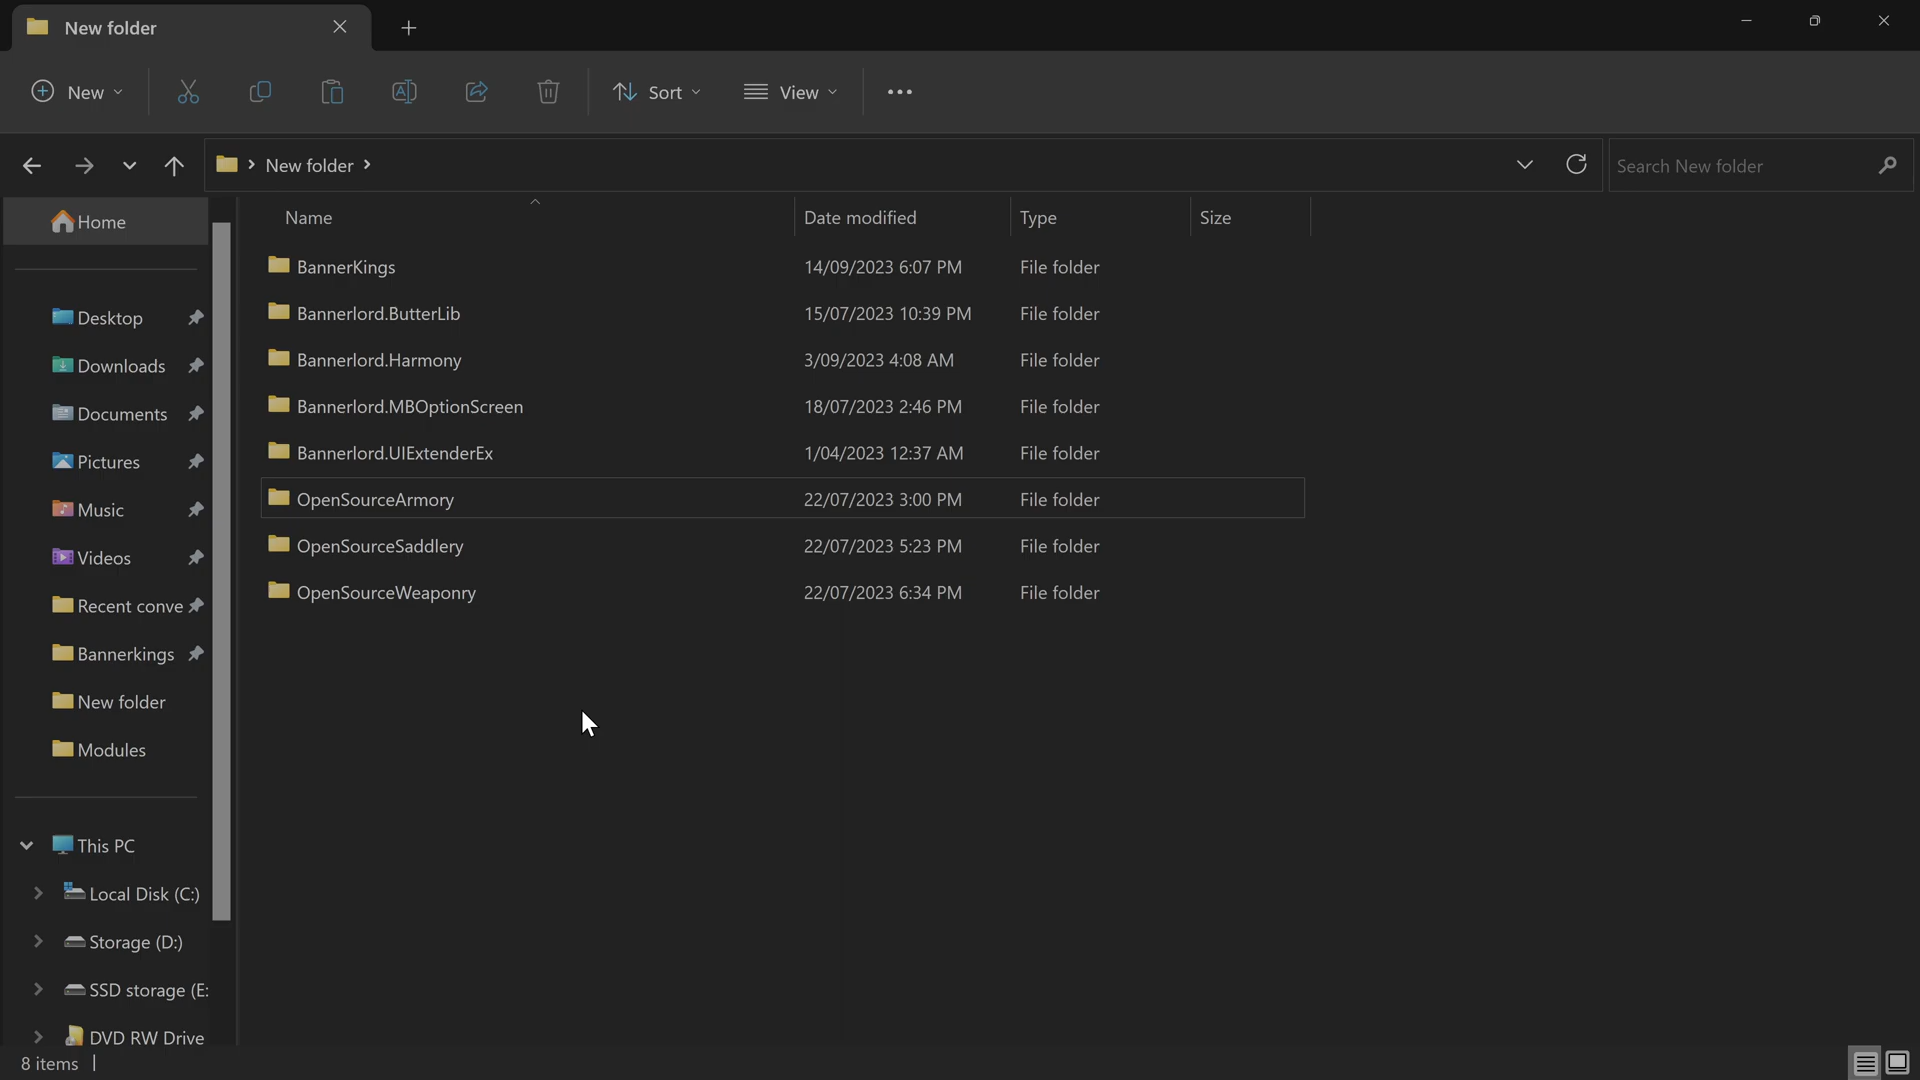 New folder
New Sort View
New folder Search New folder
Name Date modified Type Size
BannerKings 14/09/2023 6:07 PM File folder
Bannerlord.ButterLib 15/07/2023 10:39 PM File folder
Bannerlord.Harmony 3/09/2023 4:08 AM File folder
Bannerlord.MBOptionScreen 18/07/2023 2:46 PM File folder
Bannerlord.UIExtenderEx 1/04/2023 12:37 AM File folder
OpenSourceArmory 22/07/2023 3:00 PM File folder
OpenSourceSaddlery 22/07/2023 5:23 PM File folder
OpenSourceWeaponry 22/07/2023 6:34 PM File folder
Home
Desktop
Downloads
Documents
Pictures
Music
Videos
Recent conve
Bannerkings
New folder
Modules
This PC
Local Disk (C:)
Storage (D:)
SSD storage (E:
DVD RW Drive
8 items